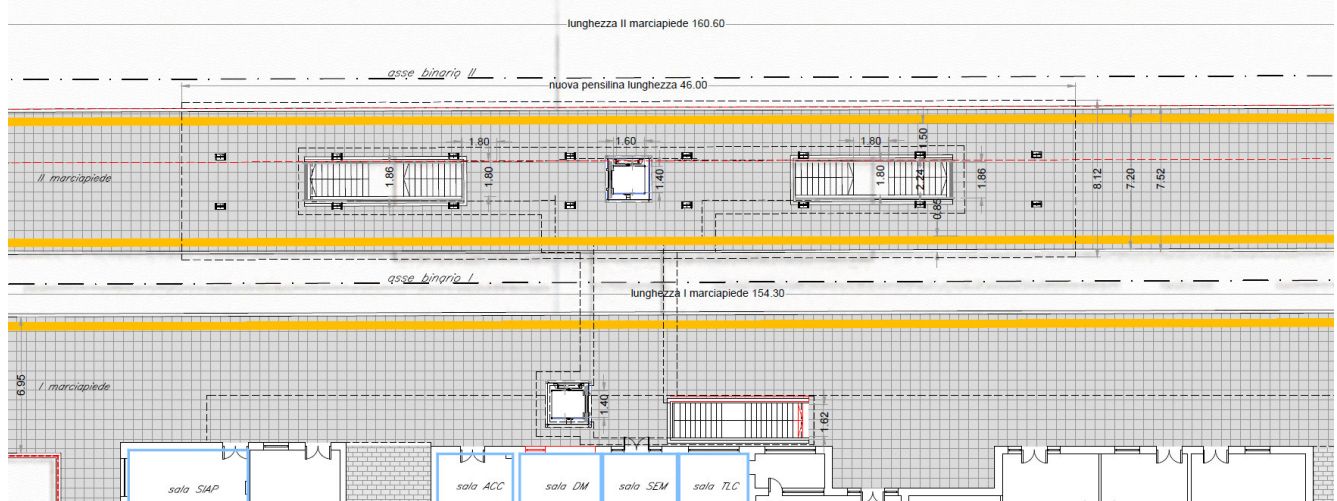 lunghezza II marciapiede 160.60
asse binario II
nuova pensilina lunghezza 46.00
1.80
1.60
1.80
1.50
II marciapiede
1.86
1.80
1.40
1.80
2.24
1.86
8.12
7.20
7.52
0.85
asse binario I
lunghezza I marciapiede 154.30
6.95
I marciapiede
1.40
1.62
sala SIAP
sala ACC
sala DM
sala SEM
sala TLC